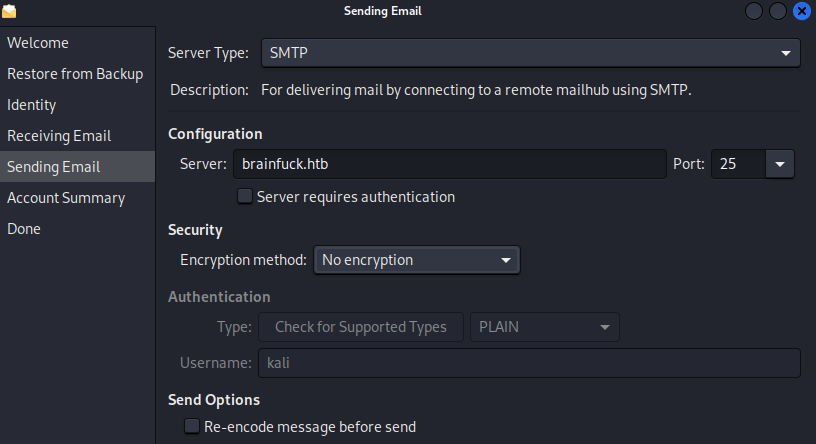 Sending Email
Welcome
Restore from Backup
Identity
Receiving Email
Sending Email
Account Summary
Done
Server Type: SMTP
Description: For delivering mail by connecting to a remote mailhub using SMTP.
Configuration
Server: brainfuck.htb Port: 25
Server requires authentication
Security
Encryption method: No encryption
Authentication
Type: Check for Supported Types PLAIN
Username: kali
Send Options
Re-encode message before send